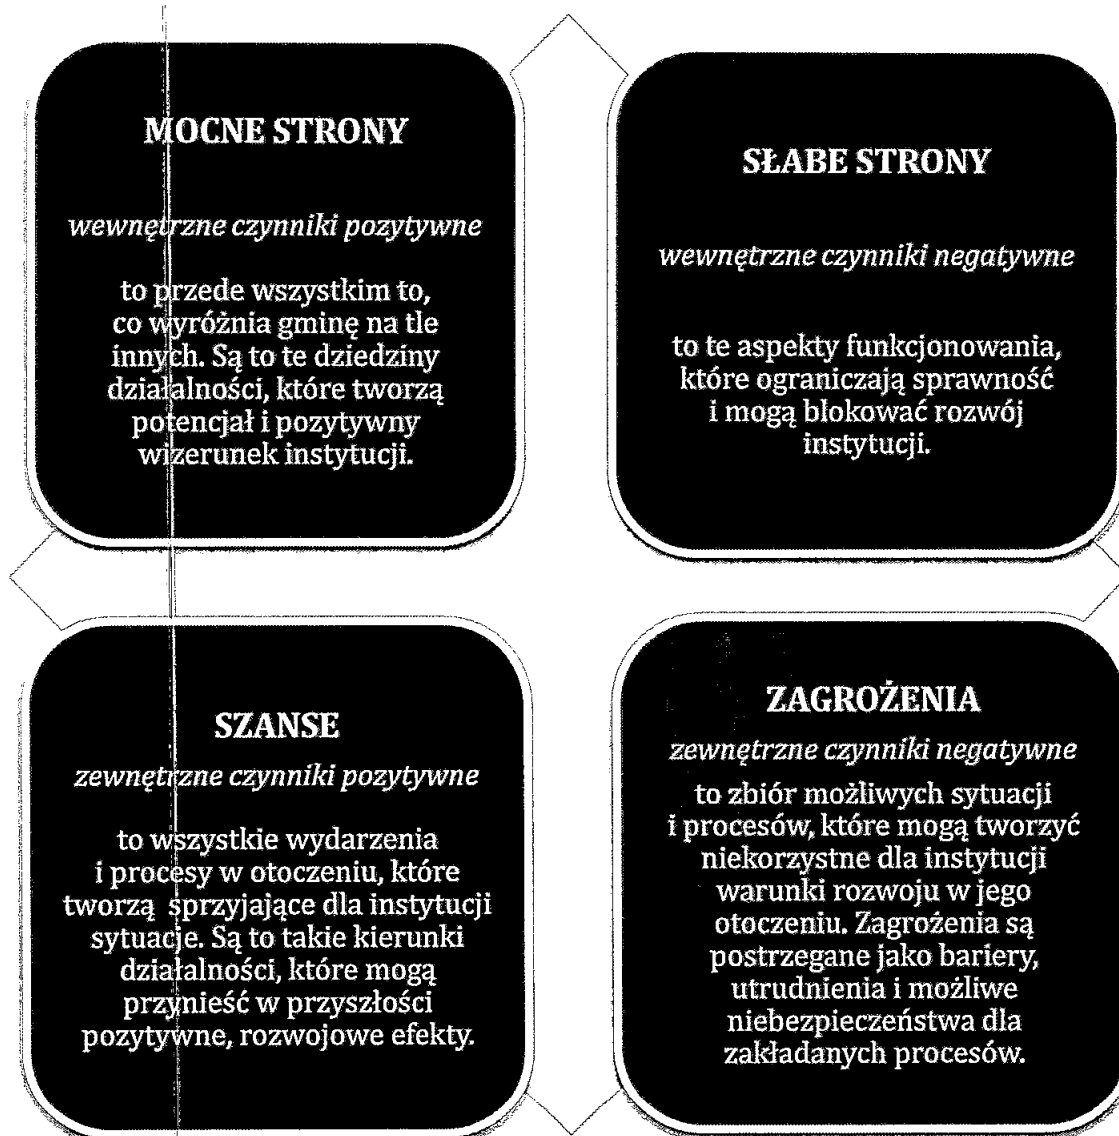 MOCNE STRONY
wewnętrzne czynniki pozytywne
to przede wszystkim to,
co wyróżnia gminę na tle
innych. Są to te dziedziny
działalności, które tworzą
potencjał i pozytywny
wizerunek instytucji.
SŁABE STRONY
wewnętrzne czynniki negatywne
to te aspekty funkcjonowania,
które ograniczają sprawność
i mogą blokować rozwój
instytucji.
SZANSE
zewnętrzne czynniki pozytywne
to wszystkie wydarzenia
i procesy w otoczeniu, które
tworzą sprzyjające dla instytucji
sytuacje. Są to takie kierunki
działalności, które mogą
przynieść w przyszłości
pozytywne, rozwojowe efekty.
ZAGROŻENIA
zewnętrzne czynniki negatywne
to zbiór możliwych sytuacji
i procesów, które mogą tworzyć
niekorzystne dla instytucji
warunki rozwoju w jego
otoczeniu. Zagrożenia są
postrzegane jako bariery,
utrudnienia i możliwe
niebezpieczeństwa dla
zakładanych procesów.